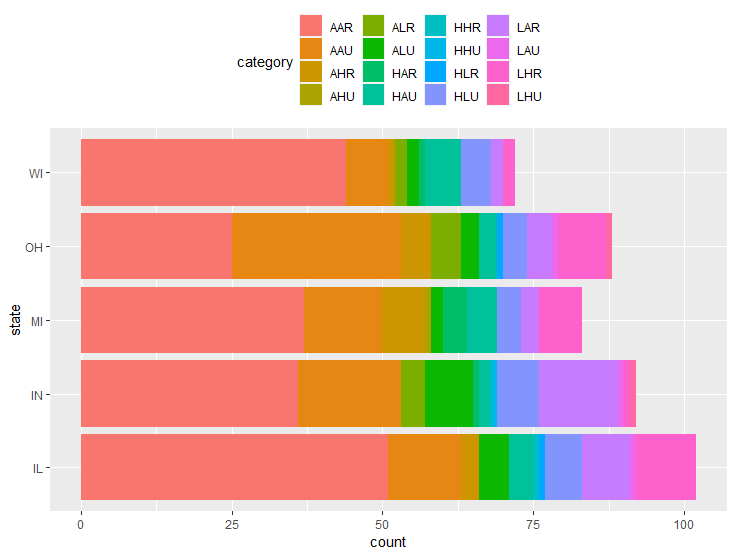 AAR ALR HHR LAR
category AAU ALU HHU LAU
AHR HAR HLR LHR
AHU HAU HLU LHU
WI
OH
MI
IN
IL
state
0 25 50 75 100
count